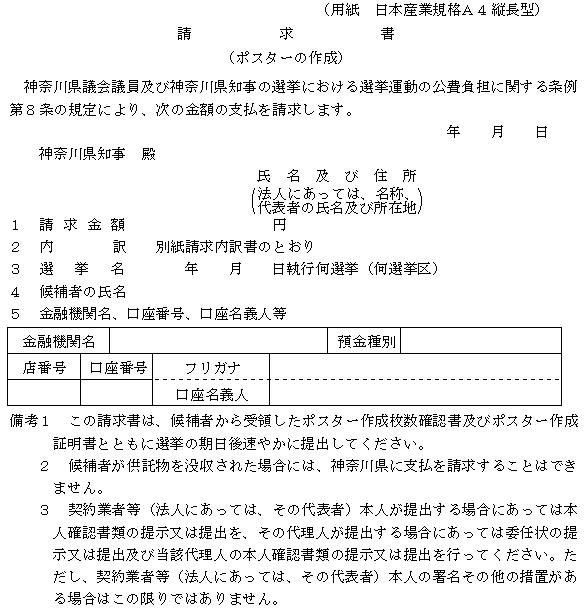 （用紙　日本産業規格Ａ４縦長型）
請　求　書
（ポスターの作成）
神奈川県議会議員及び神奈川県知事の選挙における選挙運動の公費負担に関する条例
第８条の規定により、次の金額の支払を請求します。
年　月　日
神奈川県知事　殿
氏名及び住所
（法人にあっては、名称、
代表者の氏名及び所在地）
１　請求金額　円
２　内訳　別紙請求内訳書のとおり
３　選挙名　年　月　日執行何選挙（何選挙区）
４　候補者の氏名
５　金融機関名、口座番号、口座名義人等
金融機関名　預金種別
店番号　口座番号　フリガナ
口座名義人
備考１　この請求書は、候補者から受領したポスター作成枚数確認書及びポスター作成
証明書とともに選挙の期日後速やかに提出してください。
２　候補者が供託物を没収された場合には、神奈川県に支払を請求することはでき
ません。
３　契約業者等（法人にあっては、その代表者）本人が提出する場合にあっては本
人確認書類の提示又は提出を、その代理人が提出する場合にあっては委任状の提
示又は提出及び当該代理人の本人確認書類の提示又は提出を行ってください。た
だし、契約業者等（法人にあっては、その代表者）本人の署名その他の措置があ
る場合はこの限りではありません。